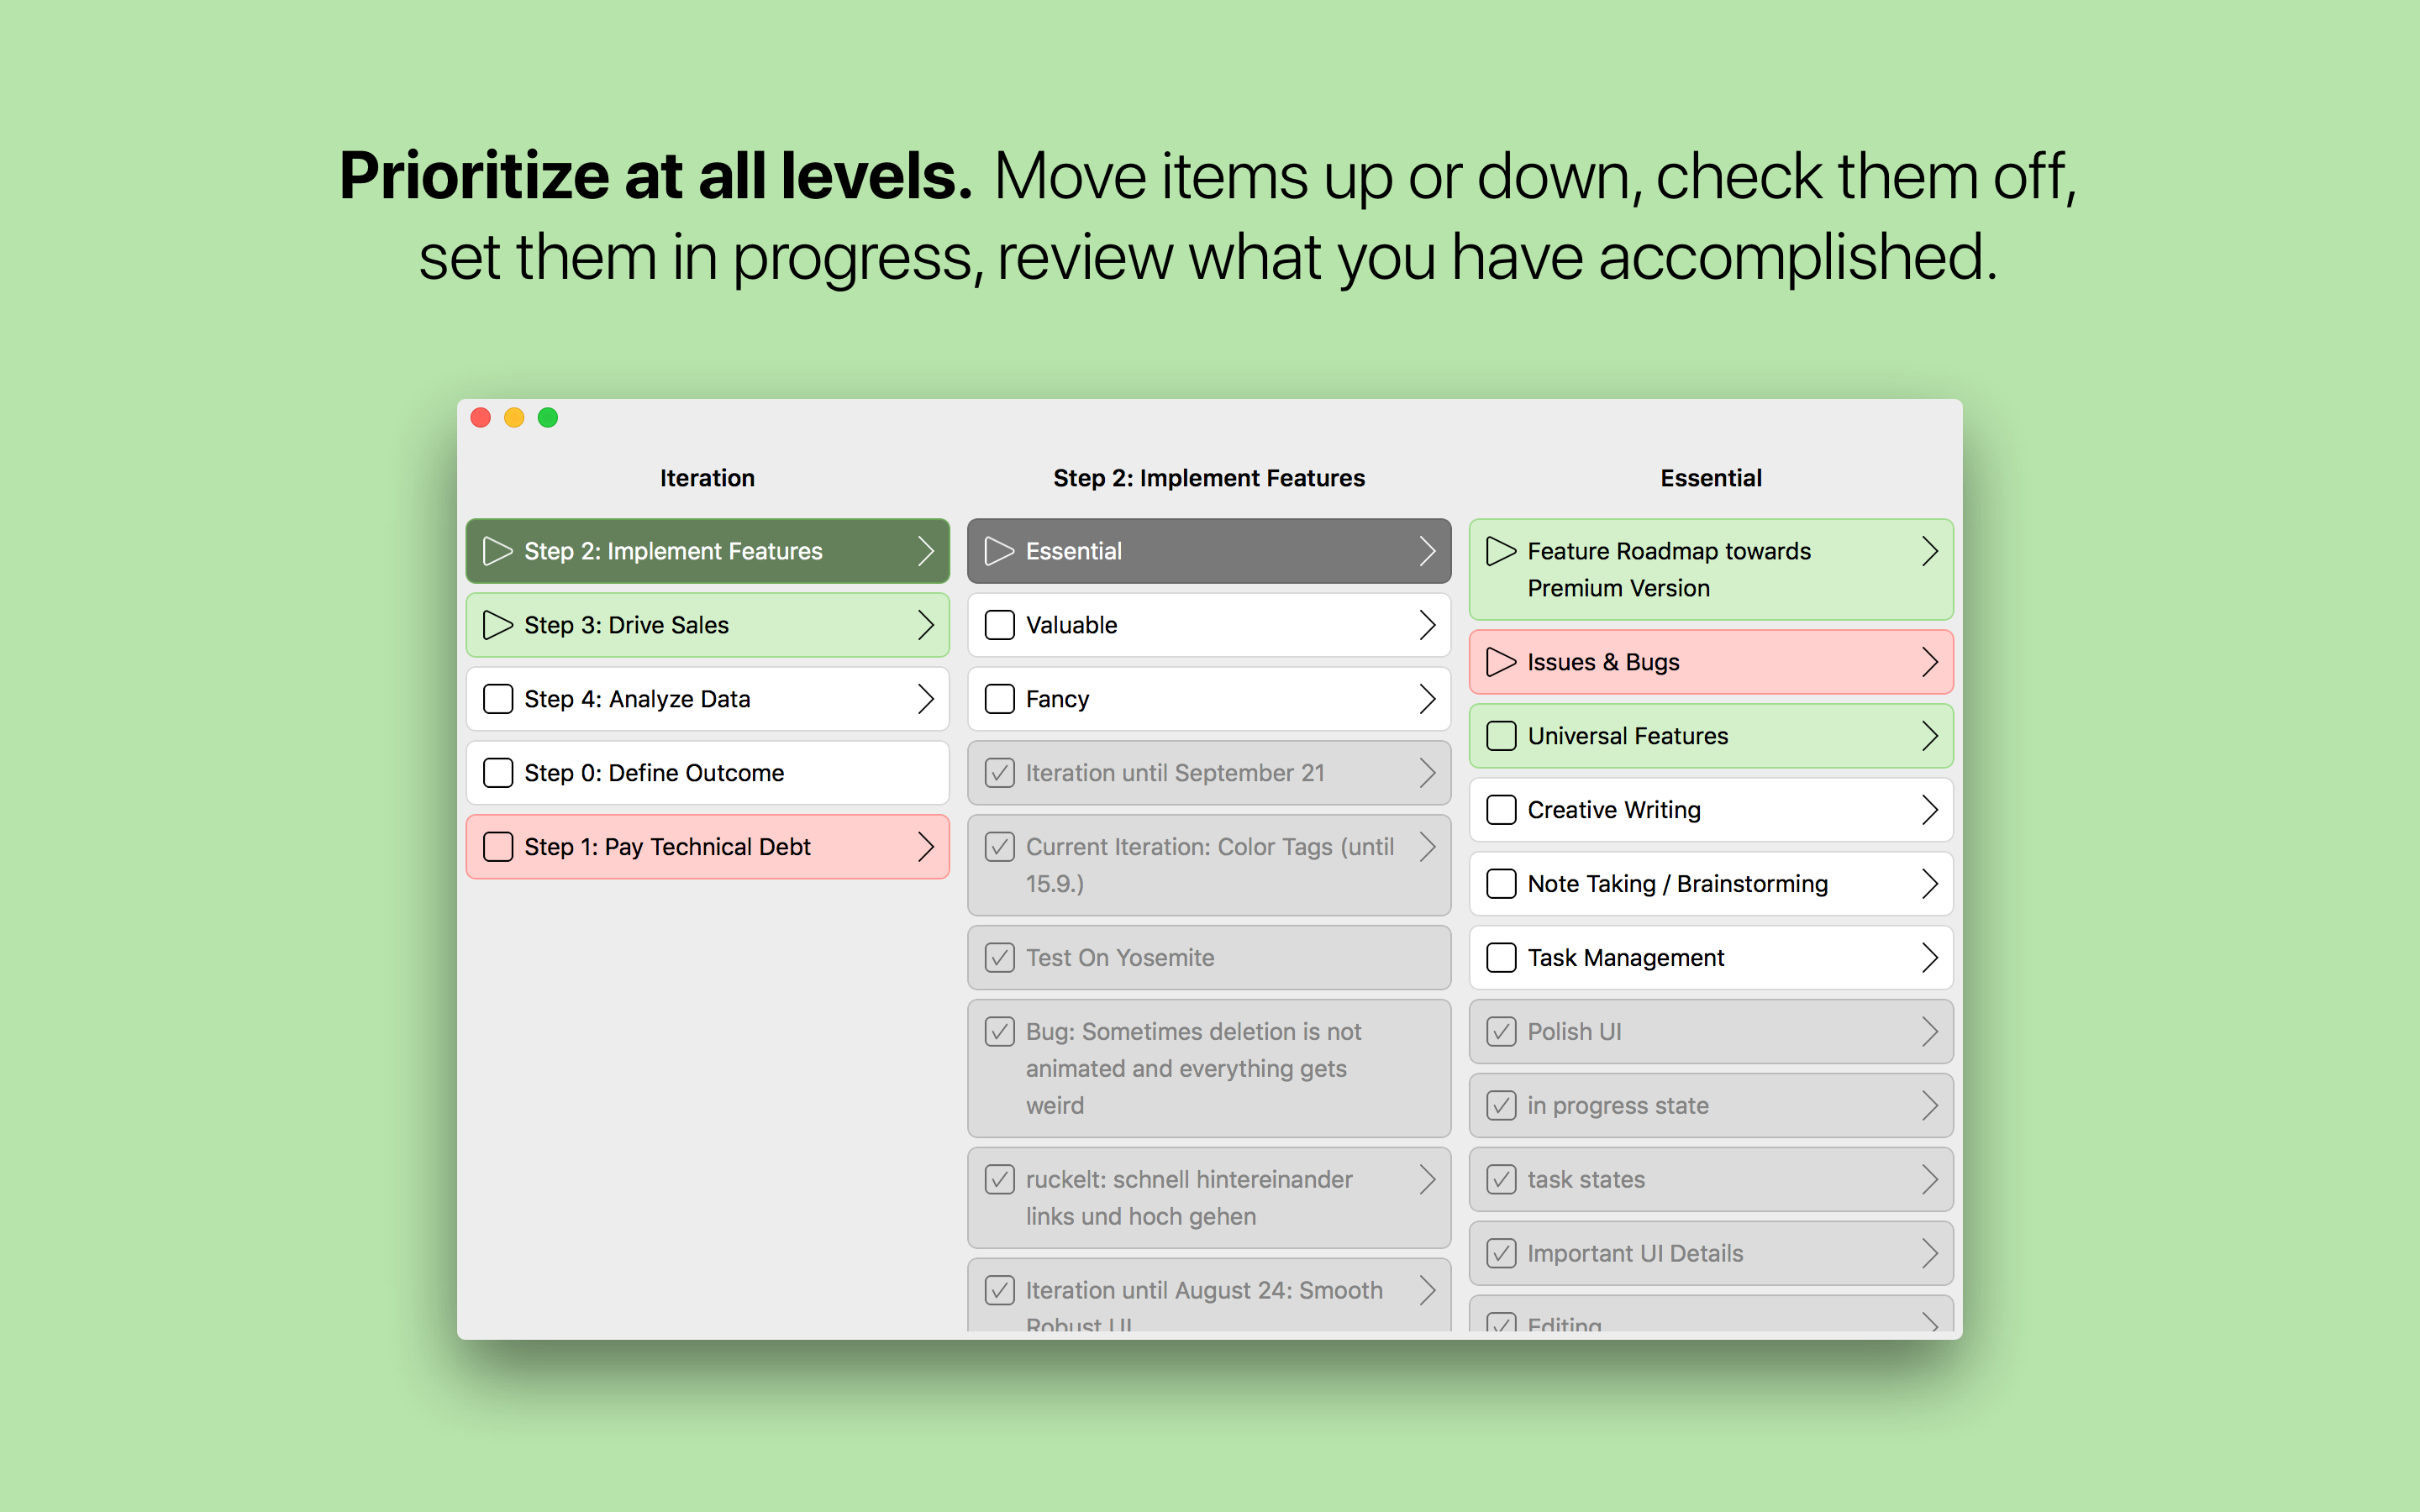 Prioritize at all levels. Move items up or down, check them off,
set them in progress, review what you have accomplished.
Iteration
Step 2: Implement Features
Step 3: Drive Sales
Step 4: Analyze Data
Step 0: Define Outcome
Step 1: Pay Technical Debt
Step 2: Implement Features
Essential
Valuable
Fancy
Iteration until September 21
Current Iteration: Color Tags (until
15.9.)
Test On Yosemite
Bug: Sometimes deletion is not
animated and everything gets
weird
ruckelt: schnell hintereinander
links und hoch gehen
Iteration until August 24: Smooth
Robust UI
Essential
Feature Roadmap towards
Premium Version
Issues & Bugs
Universal Features
Creative Writing
Note Taking / Brainstorming
Task Management
Polish UI
in progress state
task states
Important UI Details
Editing